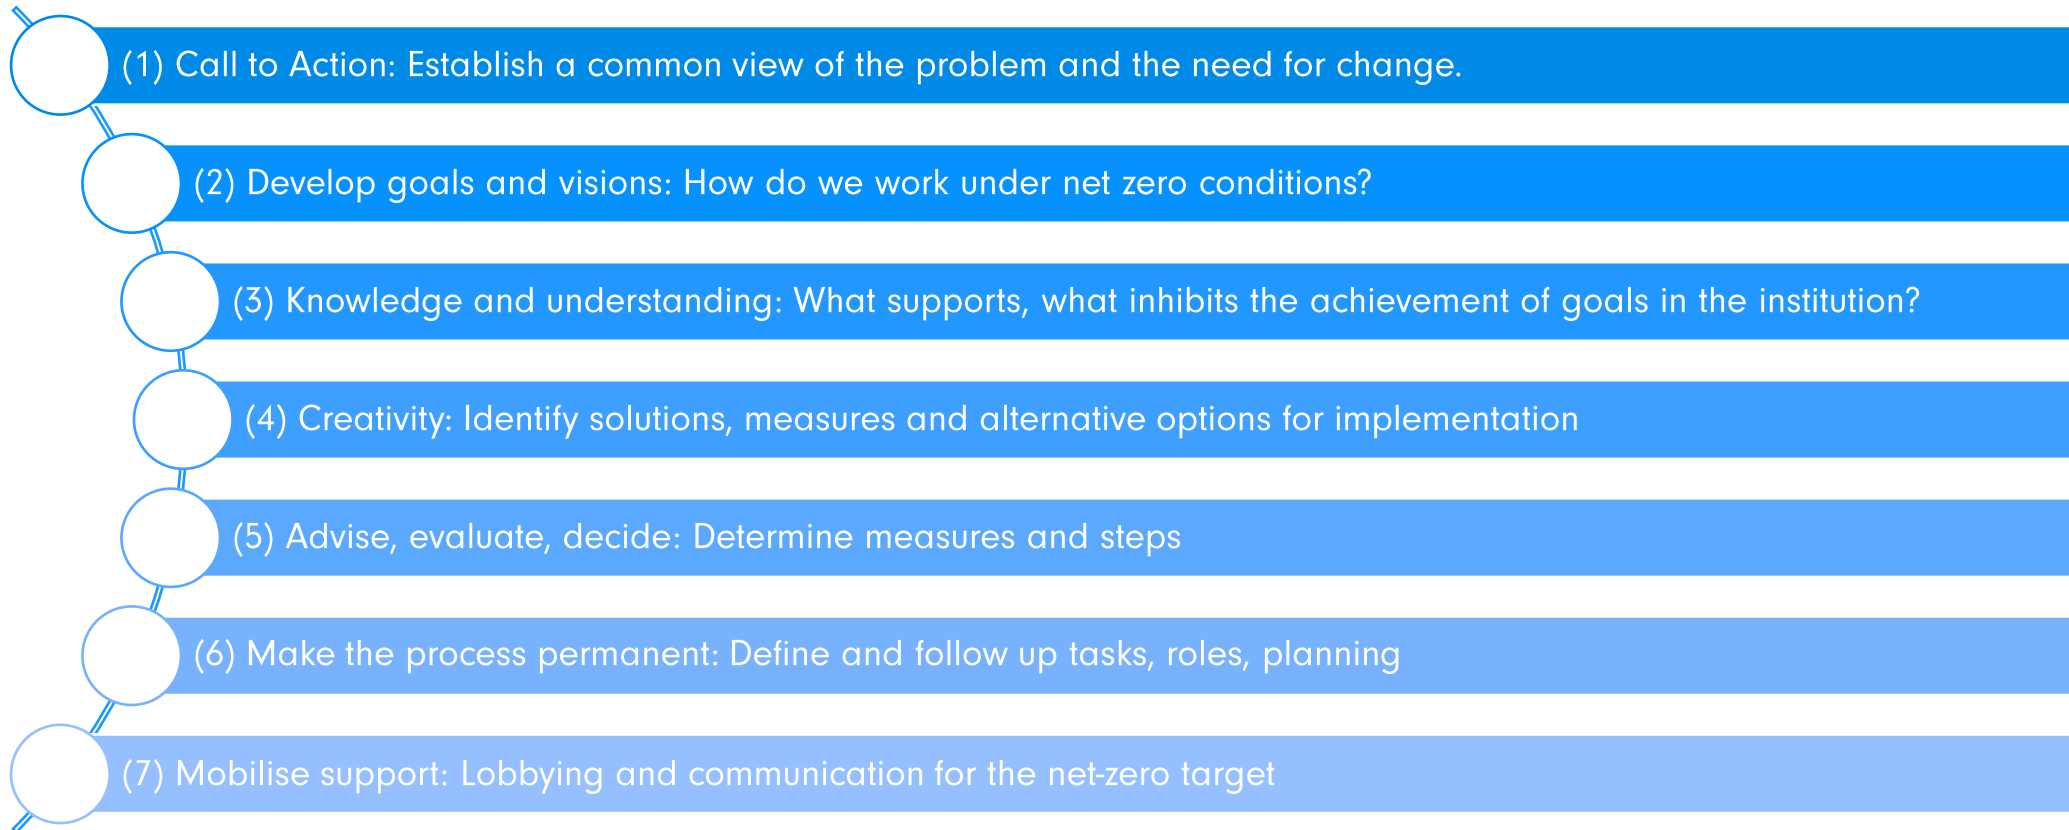 (1) Call to Action: Establish a common view of the problem and the need for change.
(2) Develop goals and visions: How do we work under net zero conditions?
(3) Knowledge and understanding: What supports, what inhibits the achievement of goals in the institution?
(4) Creativity: Identify solutions, measures and alternative options for implementation
(5) Advise, evaluate, decide: Determine measures and steps
(6) Make the process permanent: Define and follow up tasks, roles, planning
(7) Mobilise support: Lobbying and communication for the net-zero target